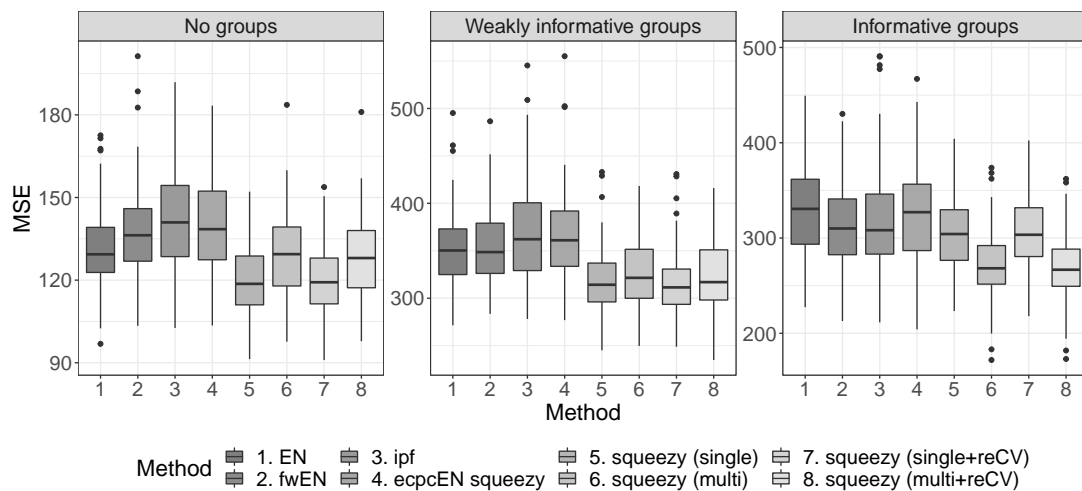 No groups
Weakly informative groups
Informative groups
MSE
180
150
120
90
500
400
300
500
400
300
200
1 2 3 4 5 6 7 8
1 2 3 4 5 6 7 8
1 2 3 4 5 6 7 8
Method
Method
1. EN
2. fwEN
3. ipf
4. ecpcEN squeezy
5. squeezy (single)
6. squeezy (multi)
7. squeezy (single+reCV)
8. squeezy (multi+reCV)